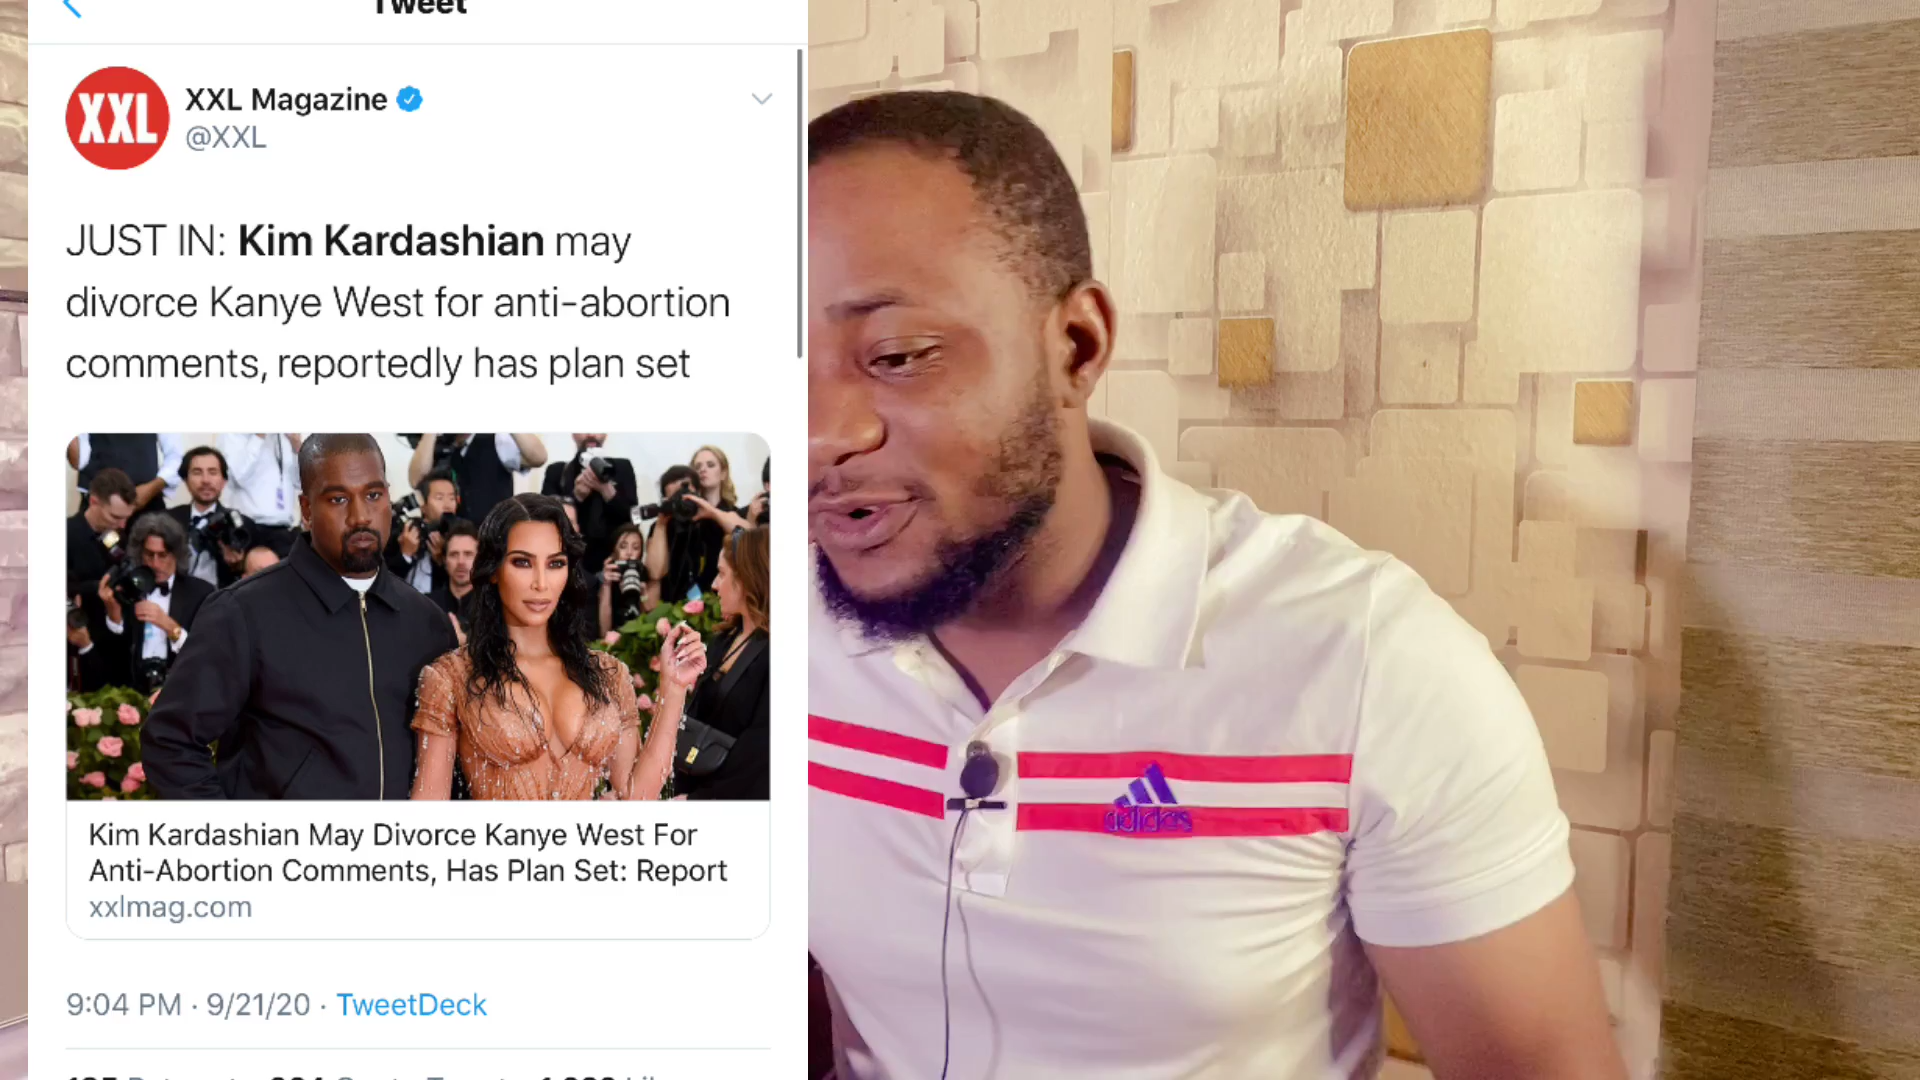 Tweet
XXL
XXL Magazine
@XXL
JUST IN: Kim Kardashian may
divorce Kanye West for anti-abortion
comments, reportedly has plan set
Kim Kardashian May Divorce Kanye West For
Anti-Abortion Comments, Has Plan Set: Report
xxlmag.com
9:04 PM · 9/21/20 · TweetDeck
adidas